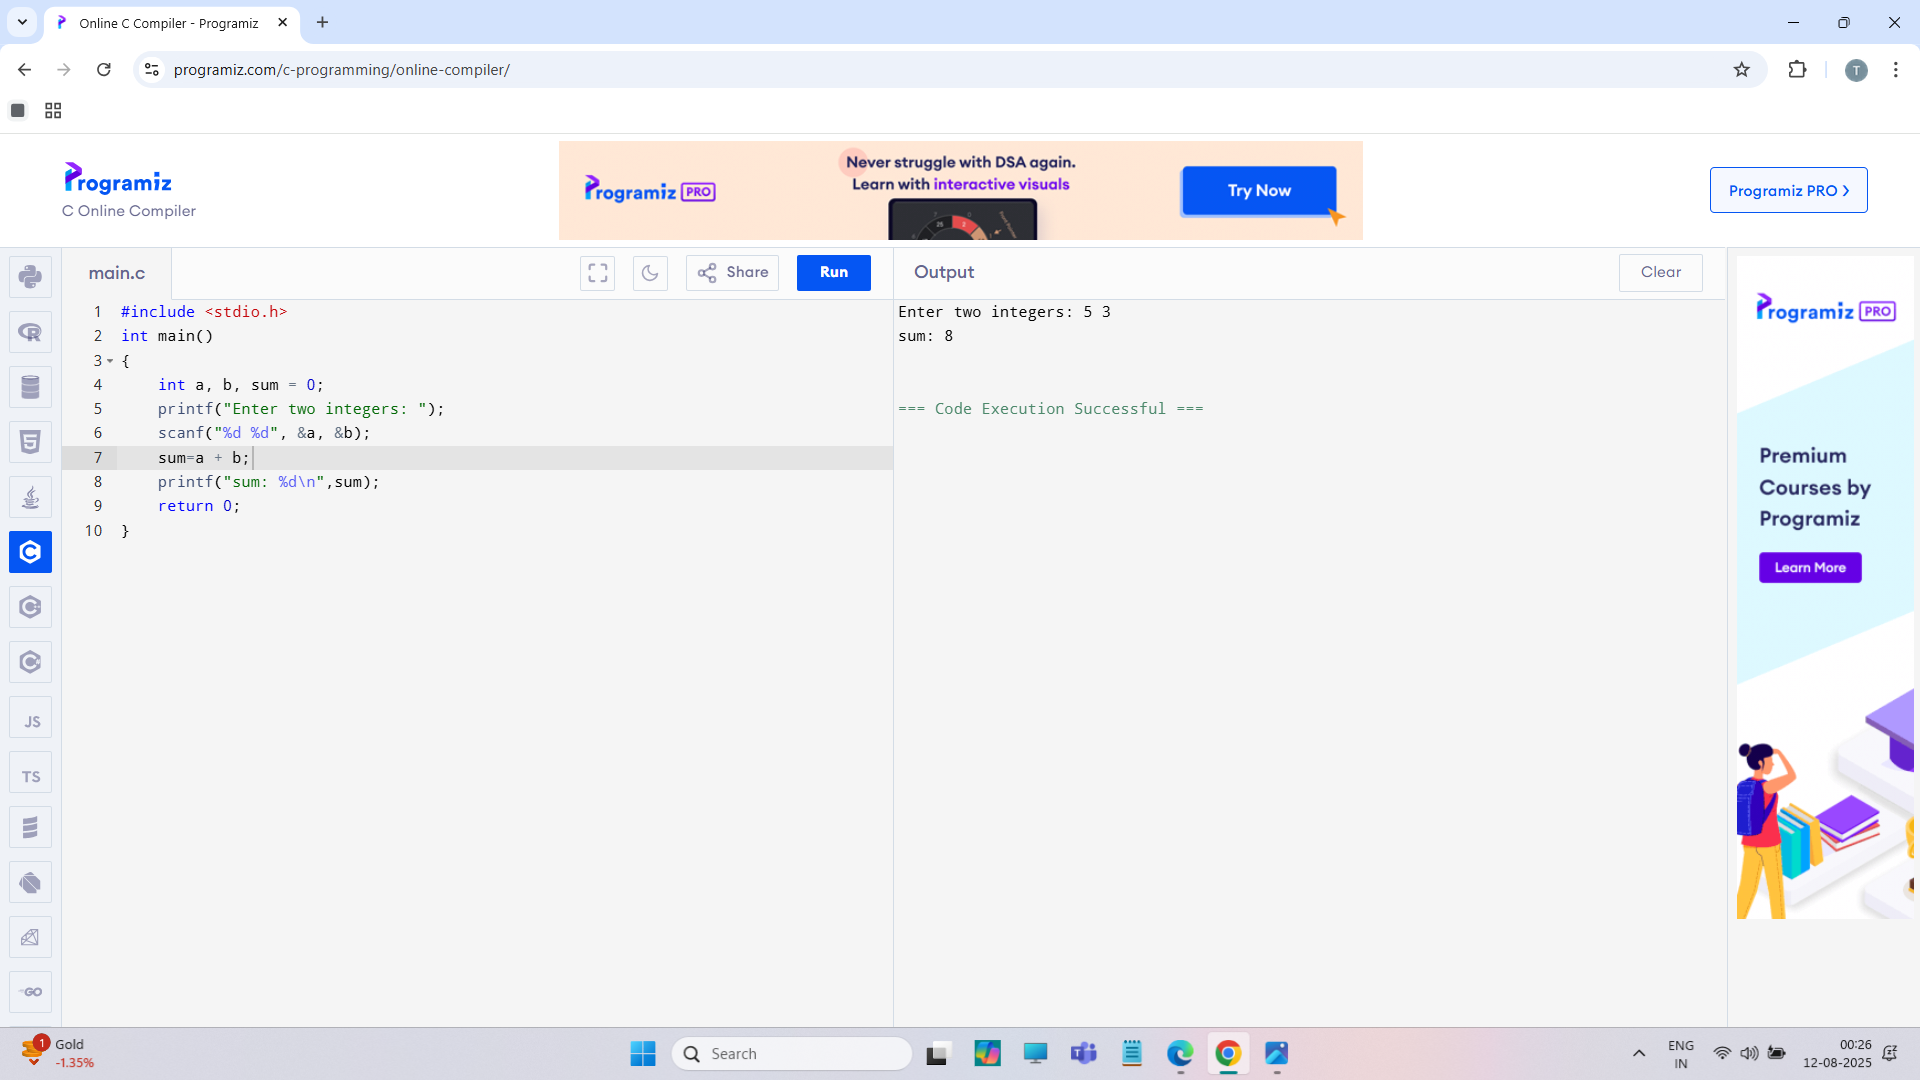 Online C Compiler - Programiz
programiz.com/c-programming/online-compiler/
T
Programiz
C Online Compiler
Programiz PRO
Never struggle with DSA again.
Learn with interactive visuals
Try Now
Programiz PRO
main.c
Share
Run
Output
Clear
1 #include <stdio.h>
2 int main()
3 {
4 int a, b, sum = 0;
5 printf("Enter two integers: ");
6 scanf("%d %d", &a, &b);
7 sum=a + b;
8 printf("sum: %d\n",sum);
9 return 0;
10 }
Enter two integers: 5 3
sum: 8
=== Code Execution Successful ===
JS
TS
GO
Programiz PRO
Premium
Courses by
Programiz
Learn More
1
Gold
-1.35%
Search
ENG
IN
00:26
12-08-2025